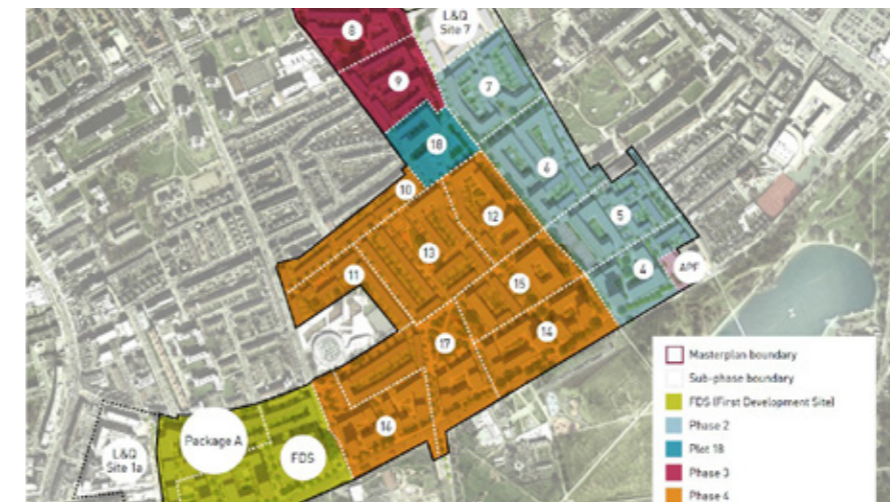 L&Q
Site 7
8
9
7
18
6
10
12
5
13
4
APF
11
15
14
17
16
Package A
FDS
L&Q
Site 1a
Masterplan boundary
Sub-phase boundary
FDS (First Development Site)
Phase 2
Plot 18
Phase 3
Phase 4